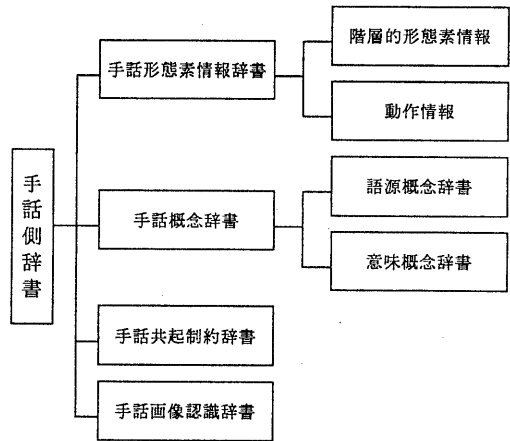 手話側辞書
手話形態素情報辞書
階層的形態素情報
動作情報
手話概念辞書
語源概念辞書
意味概念辞書
手話共起制約辞書
手話画像認識辞書